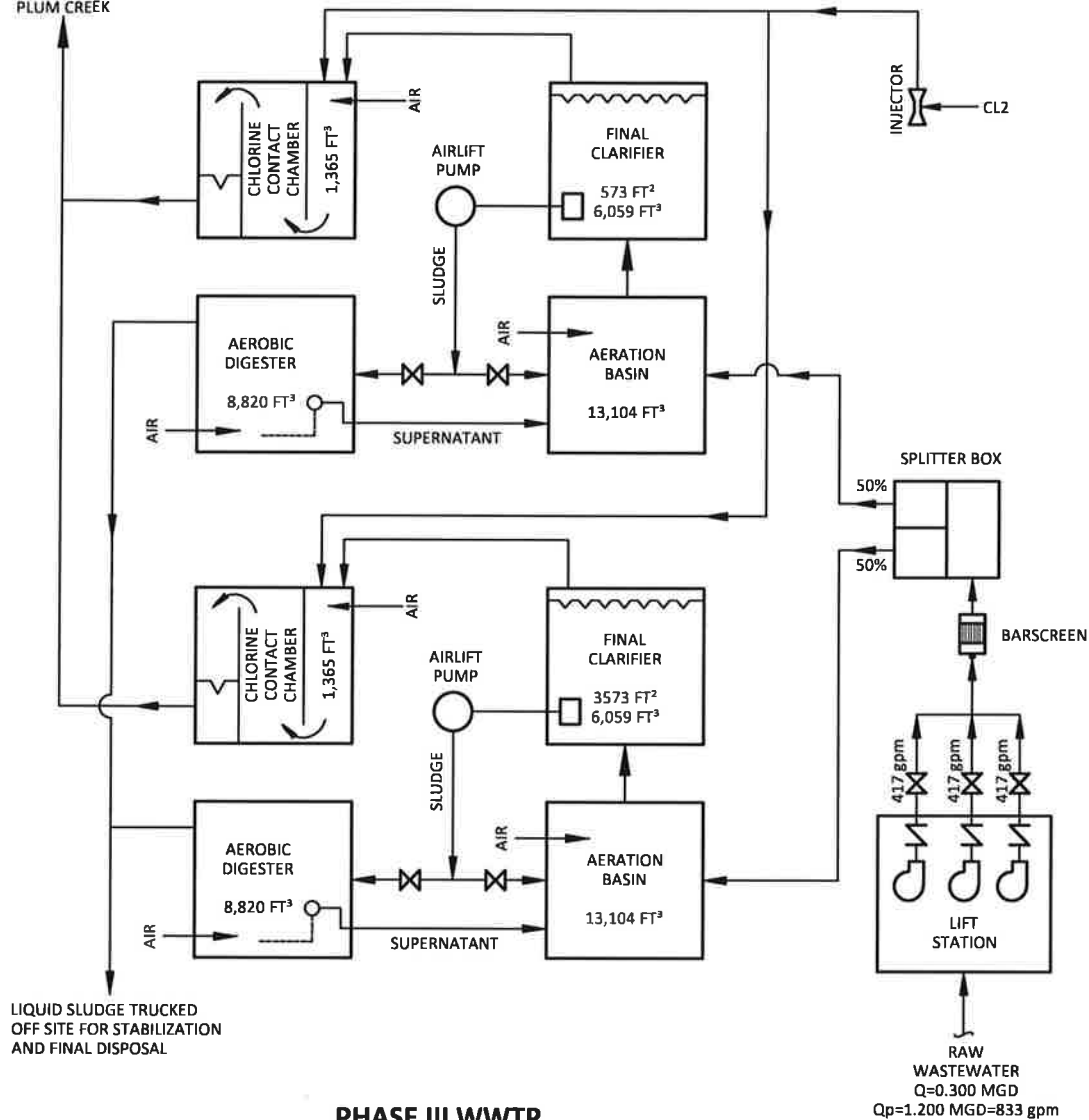 PLUM CREEK
INJECTOR
CL2
CHLORINE
CONTACT
CHAMBER
1,365 FT³
AIR
AIRLIFT
PUMP
FINAL
CLARIFIER
573 FT²
6,059 FT³
SLUDGE
AEROBIC
DIGESTER
8,820 FT³
AIR
SUPERNATANT
AIR
AERATION
BASIN
13,104 FT³
SPLITTER BOX
50%
50%
BARSCREEN
CHLORINE
CONTACT
CHAMBER
1,365 FT³
AIR
AIRLIFT
PUMP
FINAL
CLARIFIER
3573 FT²
6,059 FT³
SLUDGE
417 gpm
417 gpm
417 gpm
LIFT
STATION
AEROBIC
DIGESTER
8,820 FT³
AIR
SUPERNATANT
AIR
AERATION
BASIN
13,104 FT³
LIQUID SLUDGE TRUCKED
OFF SITE FOR STABILIZATION
AND FINAL DISPOSAL
RAW
WASTEWATER
Q=0.300 MGD
Qp=1.200 MGD=833 gpm
PHASE III WWTP